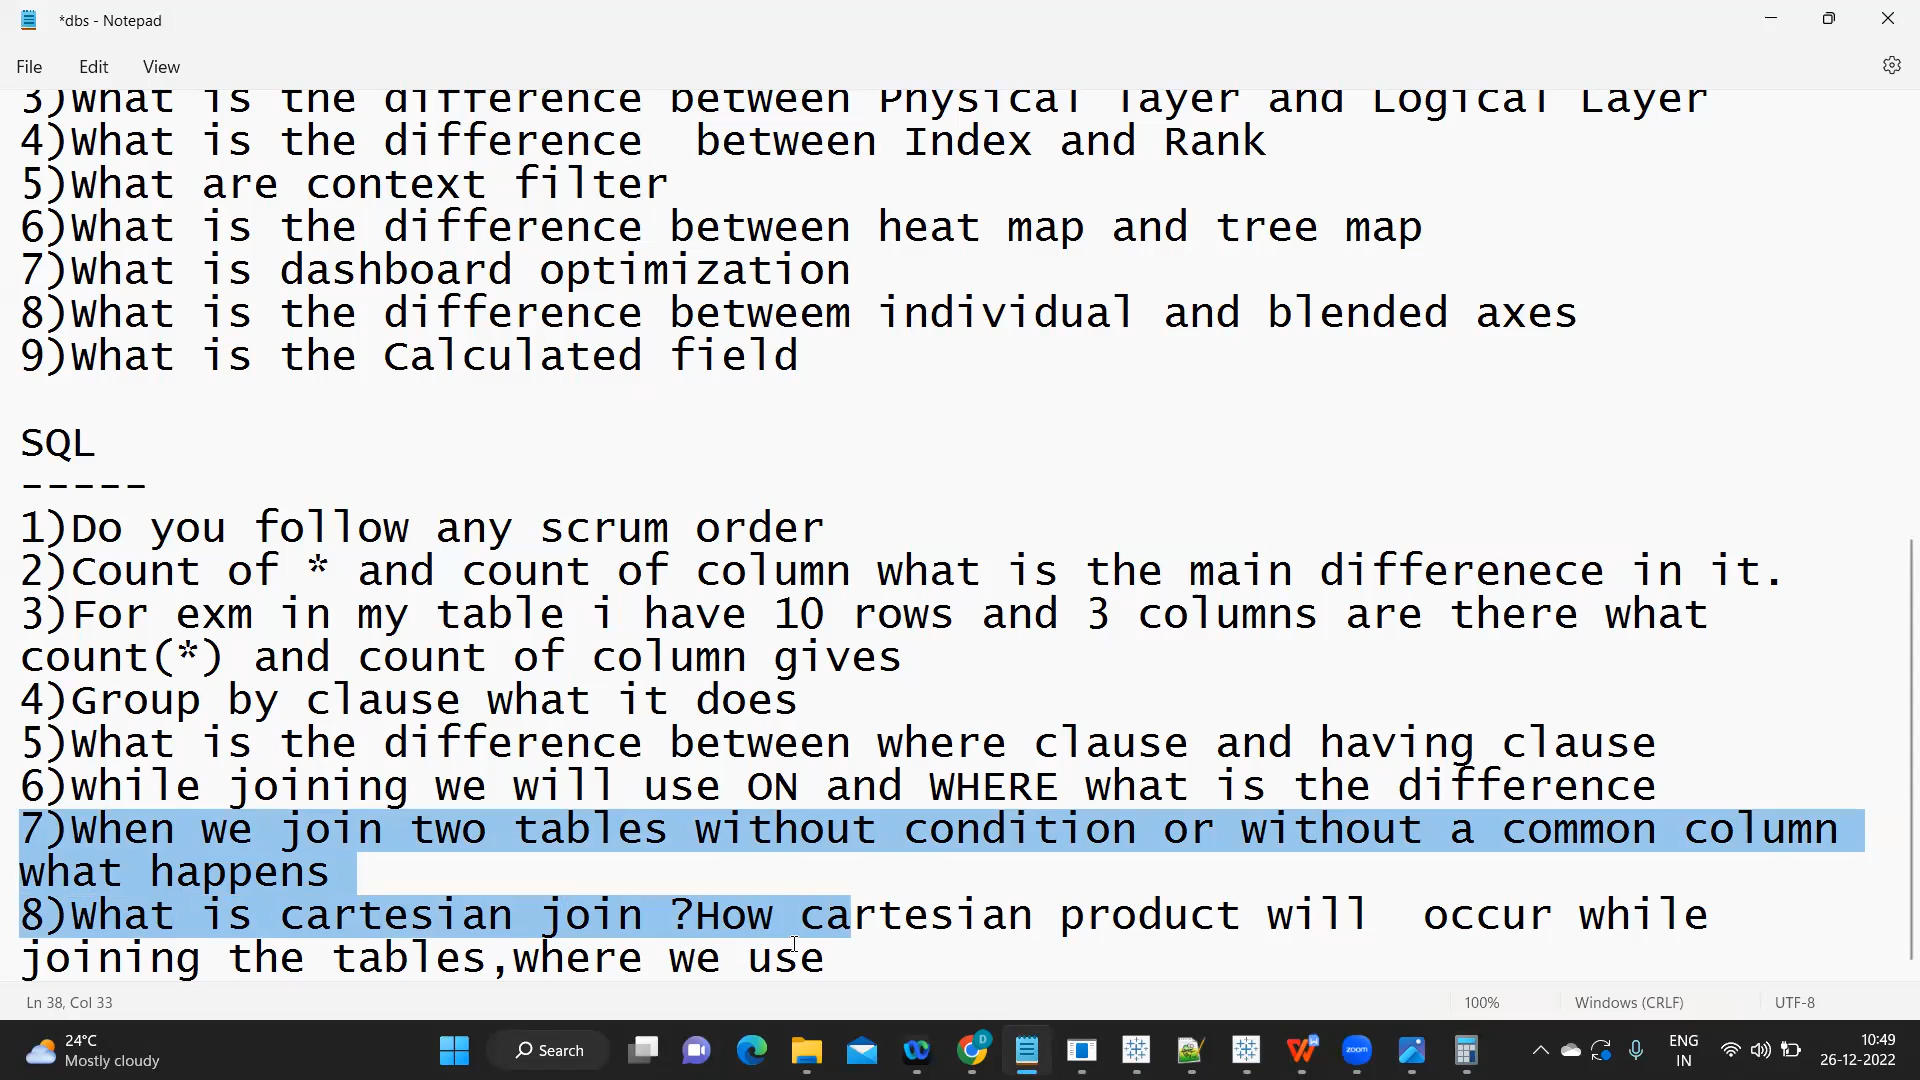 *dbs - Notepad
File Edit View
3)What is the difference between Physical layer and Logical Layer
4)What is the difference  between Index and Rank
5)What are context filter
6)What is the difference between heat map and tree map
7)What is dashboard optimization
8)What is the difference betweem individual and blended axes
9)What is the Calculated field
SQL
-----
1)Do you follow any scrum order
2)Count of * and count of column what is the main differenece in it.
3)For exm in my table i have 10 rows and 3 columns are there what
count(*) and count of column gives
4)Group by clause what it does
5)What is the difference between where clause and having clause
6)while joining we will use ON and WHERE what is the difference
7)When we join two tables without condition or without a common column
what happens
8)What is cartesian join ?How cartesian product will  occur while
joining the tables,where we use
Ln 38, Col 33 100% Windows (CRLF) UTF-8
24°C
Mostly cloudy
Search
zoom
ENG
IN
10:49
26-12-2022